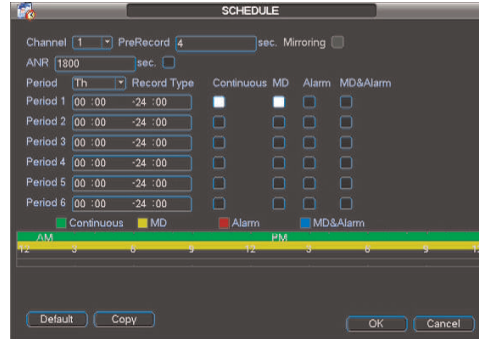 SCHEDULE
Channel 1 PreRecord 4 sec. Mirroring
ANR 1800 sec.
Period Th Record Type Continuous MD Alarm MD&Alarm
Period 1 00 :00 -24 :00
Period 2 00 :00 -24 :00
Period 3 00 :00 -24 :00
Period 4 00 :00 -24 :00
Period 5 00 :00 -24 :00
Period 6 00 :00 -24 :00
Continuous MD Alarm MD&Alarm
AM PM
12 3 6 9 12 3 6 9 12
Default Copy OK Cancel